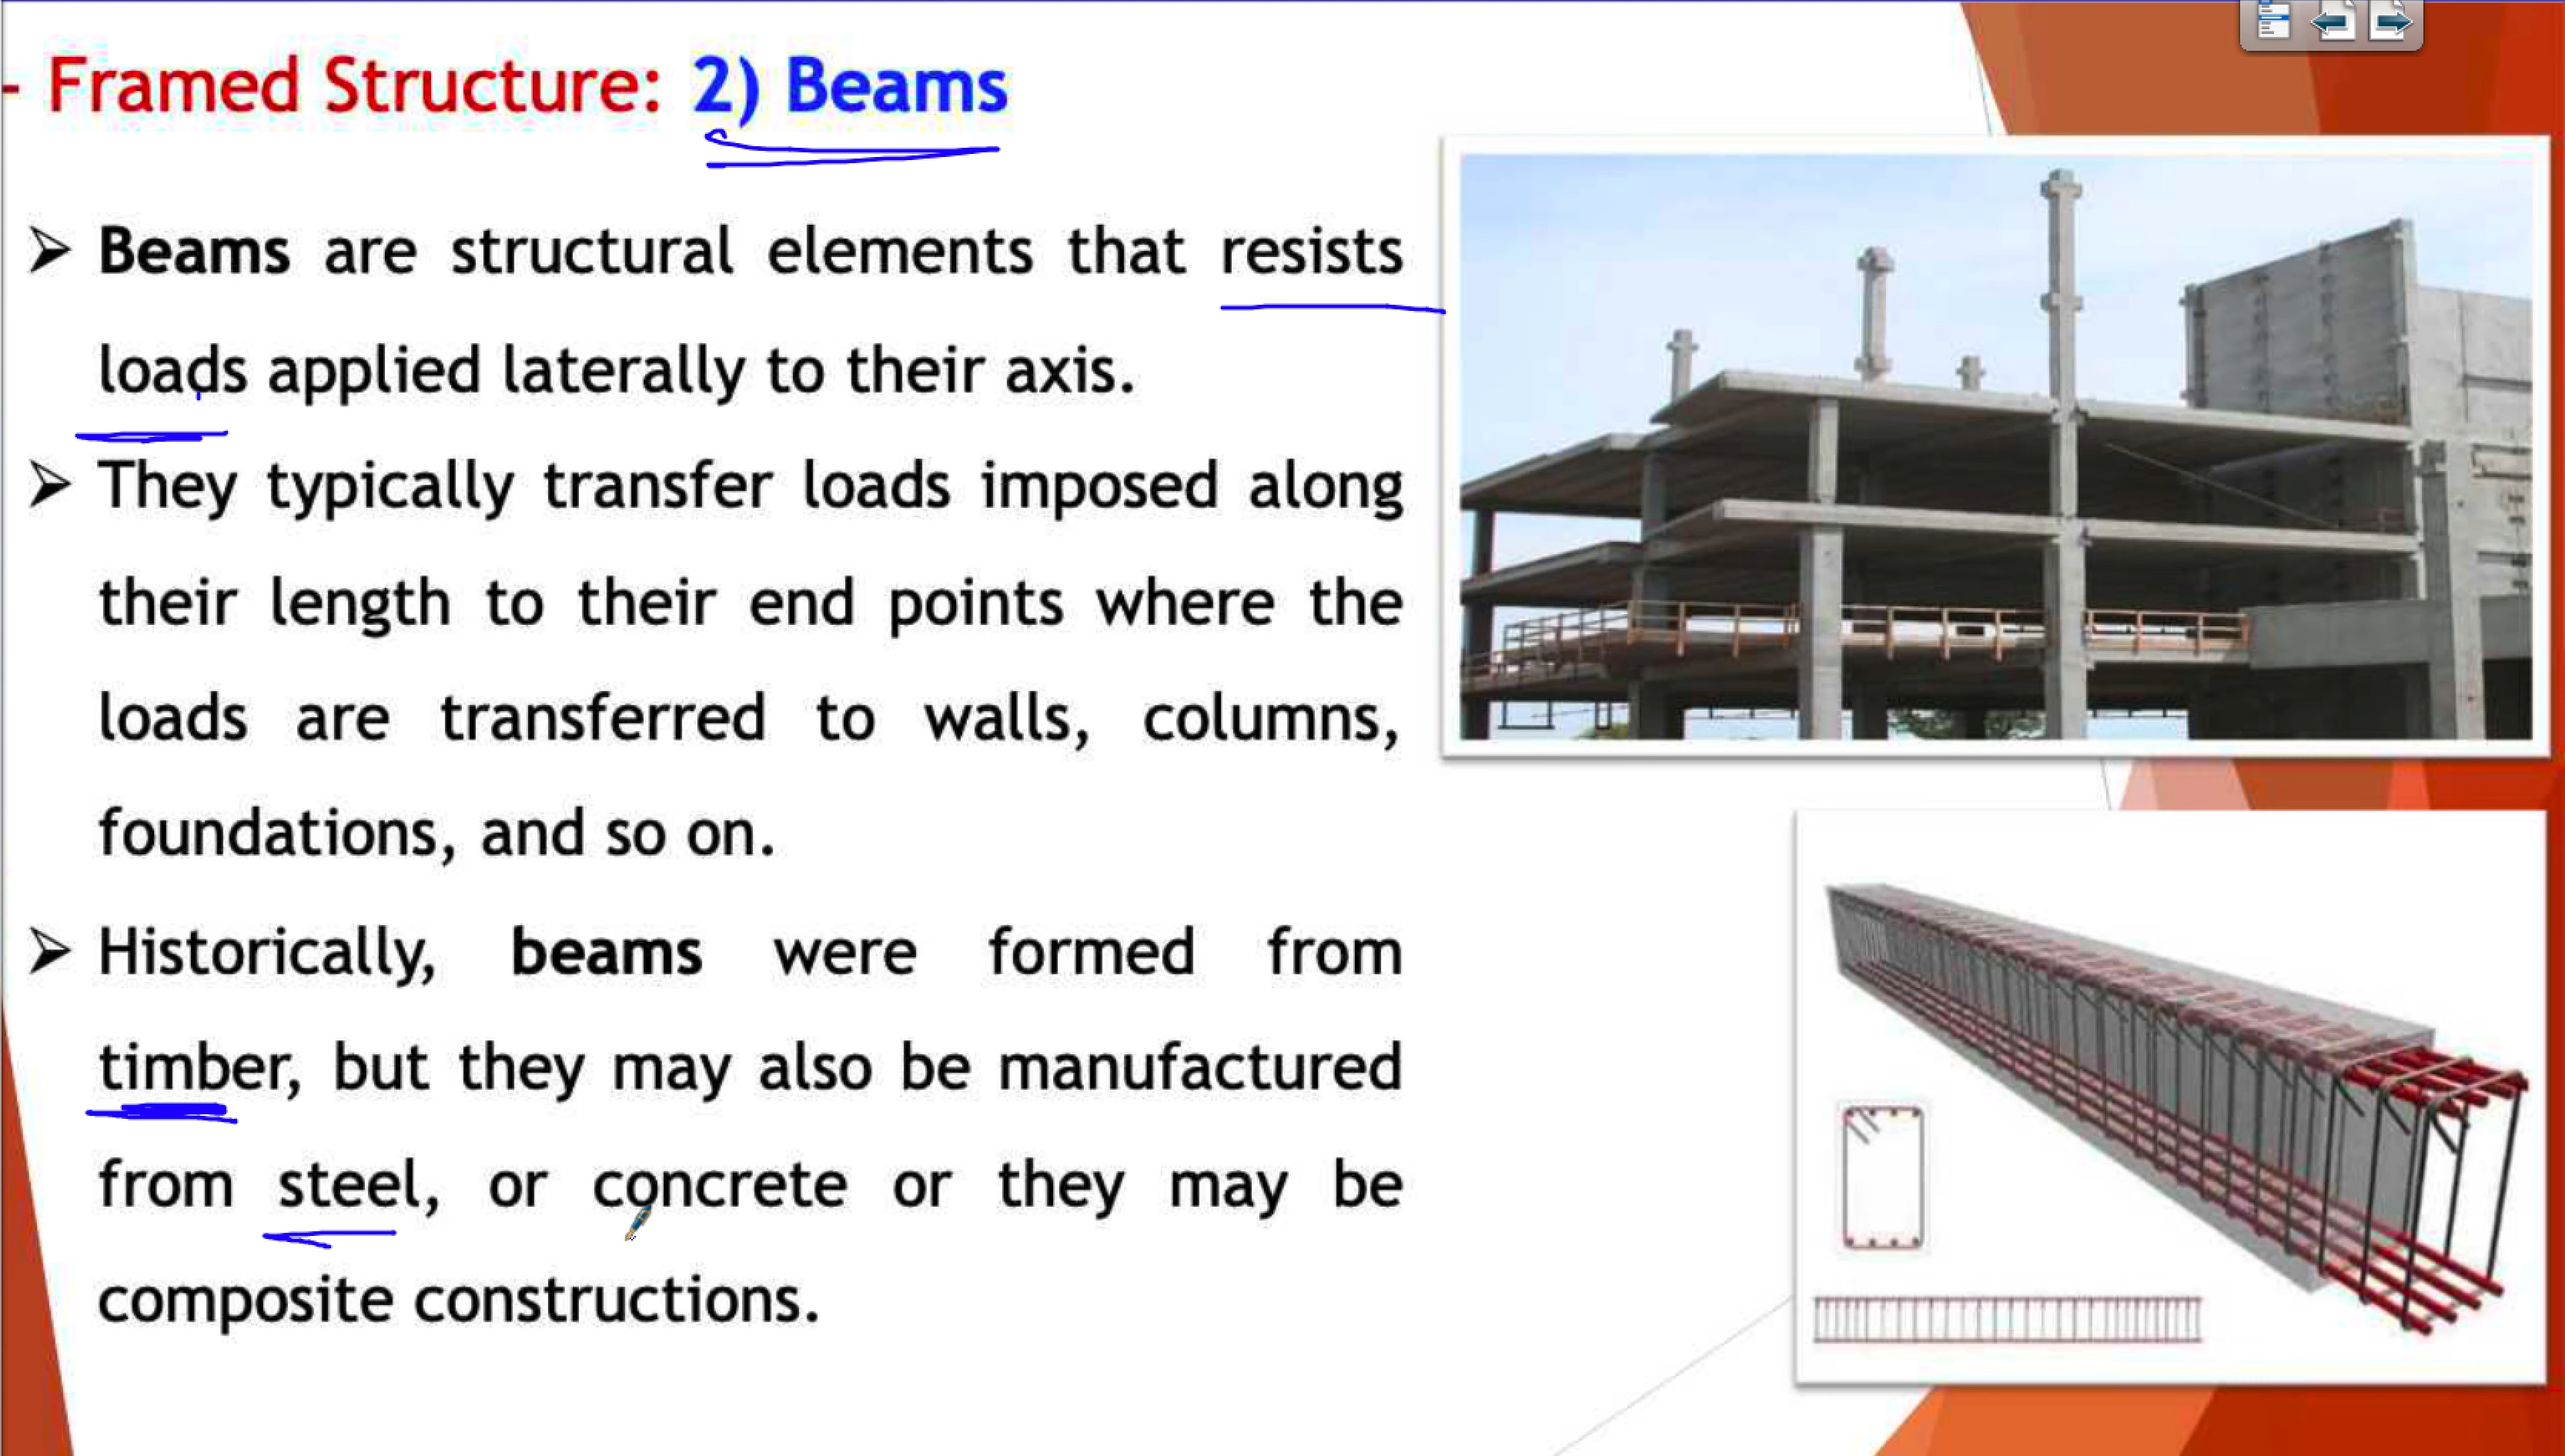 - Framed Structure: 2) Beams
➢ Beams are structural elements that resists
loads applied laterally to their axis.
➢ They typically transfer loads imposed along
their length to their end points where the
loads are transferred to walls, columns,
foundations, and so on.
➢ Historically, beams were formed from
timber, but they may also be manufactured
from steel, or concrete or they may be
composite constructions.